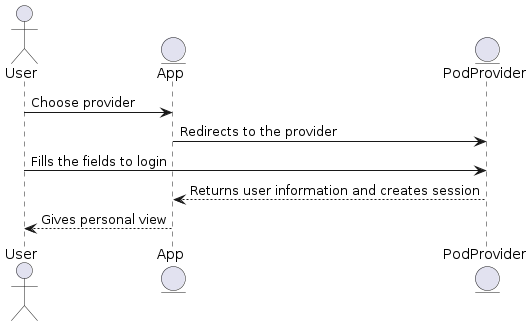 User
App
PodProvider
Choose provider
Redirects to the provider
Fills the fields to login
Returns user information and creates session
Gives personal view
User
App
PodProvider